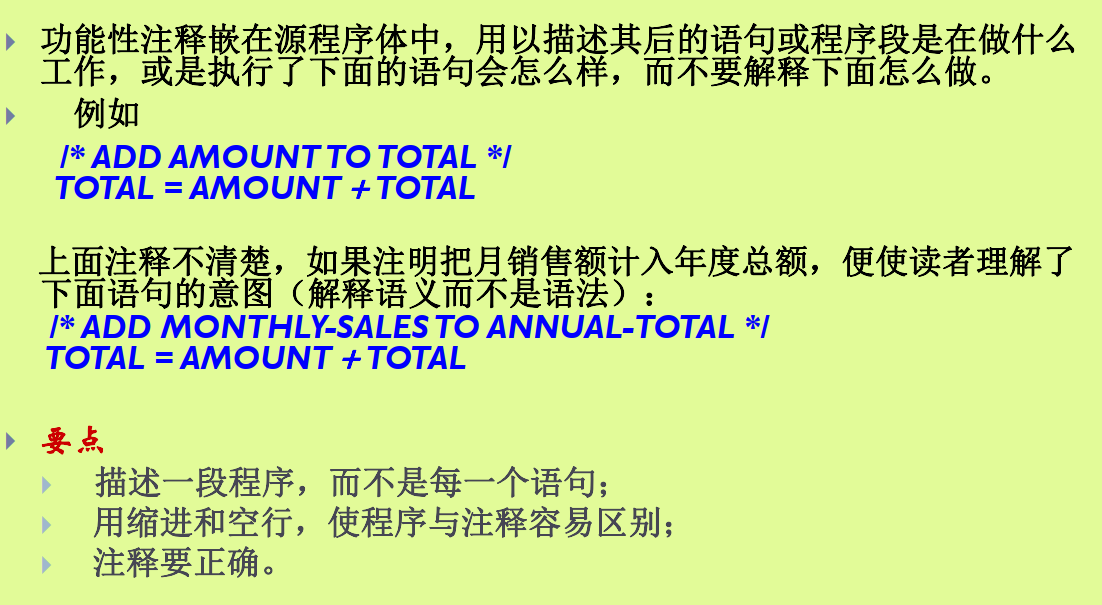 功能性注释嵌在源程序体中，用以描述其后的语句或程序段是在做什么
工作，或是执行了下面的语句会怎么样，而不要解释下面怎么做。
例如
/* ADD AMOUNT TO TOTAL */
TOTAL = AMOUNT + TOTAL
上面注释不清楚，如果注明把月销售额计入年度总额，便使读者理解了
下面语句的意图（解释语义而不是语法）：
/* ADD MONTHLY-SALES TO ANNUAL-TOTAL */
TOTAL = AMOUNT + TOTAL
要点
描述一段程序，而不是每一个语句；
用缩进和空行，使程序与注释容易区别；
注释要正确。